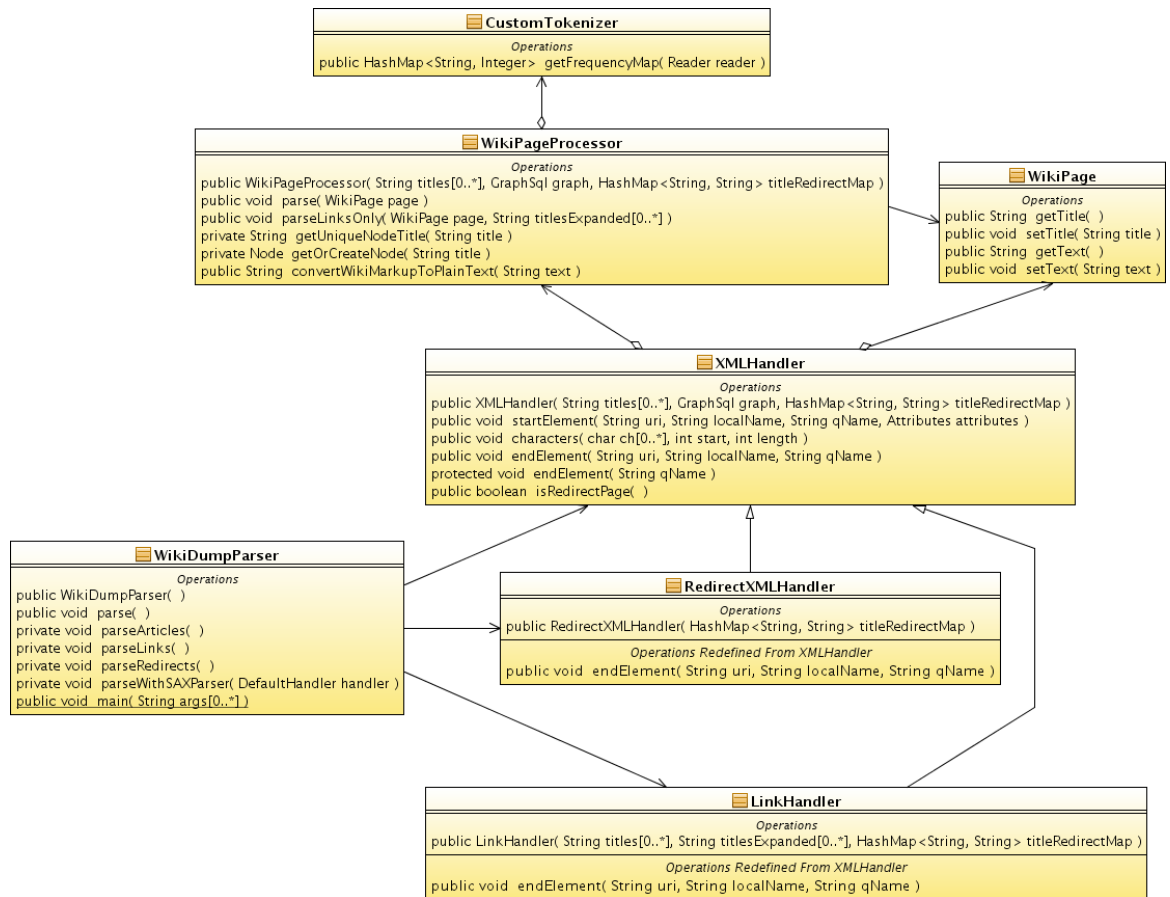 CustomTokenizer
Operations
public HashMap<String, Integer> getFrequencyMap( Reader reader )
WikiPageProcessor
Operations
public WikiPageProcessor( String titles[0..*], GraphSql graph, HashMap<String, String> titleRedirectMap )
public void parse( WikiPage page )
public void parseLinksOnly( WikiPage page, String titlesExpanded[0..*] )
private String getUniqueNodeTitle( String title )
private Node getOrCreateNode( String title )
public String convertWikiMarkupToPlainText( String text )
WikiPage
Operations
public String getTitle( )
public void setTitle( String title )
public String getText( )
public void setText( String text )
XMLHandler
Operations
public XMLHandler( String titles[0..*], GraphSql graph, HashMap<String, String> titleRedirectMap )
public void startElement( String uri, String localName, String qName, Attributes attributes )
public void characters( char ch[0..*], int start, int length )
public void endElement( String uri, String localName, String qName )
protected void endElement( String qName )
public boolean isRedirectPage( )
WikiDumpParser
Operations
public WikiDumpParser( )
public void parse( )
private void parseArticles( )
private void parseLinks( )
private void parseRedirects( )
private void parseWithSAXParser( DefaultHandler handler )
public void main( String args[0..*] )
RedirectXMLHandler
Operations
public RedirectXMLHandler( HashMap<String, String> titleRedirectMap )
Operations Redefined From XMLHandler
public void endElement( String uri, String localName, String qName )
LinkHandler
Operations
public LinkHandler( String titles[0..*], String titlesExpanded[0..*], HashMap<String, String> titleRedirectMap )
Operations Redefined From XMLHandler
public void endElement( String uri, String localName, String qName )